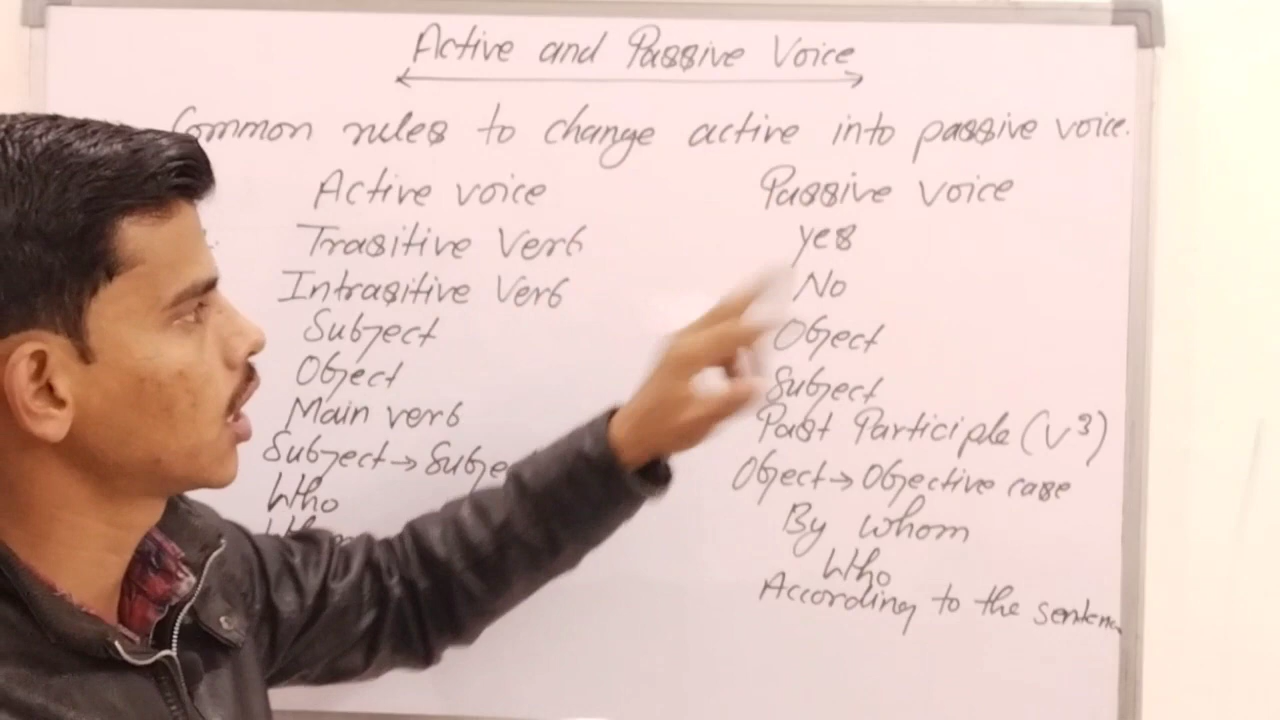 Active and Passive Voice
Common rules to change active into passive voice.
Active voice Passive voice
Trasitive Verb yes
Intrasitive Verb No
Subject Object
Object Subject
Main verb Past Participle (V3)
Subject → Object → Objective case
Who By whom
Who
According to the